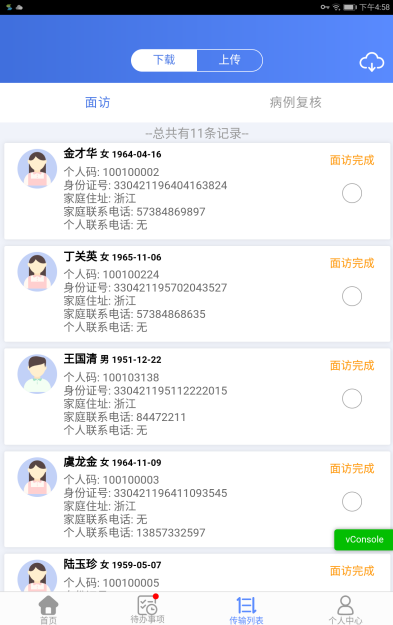 下午4:58
下载
上传
面访
病例复核
--总共有11条记录--
金才华 女 1964-04-16
面访完成
个人码: 100100002
身份证号: 330421196404163824
家庭住址: 浙江
家庭联系电话: 57384869897
个人联系电话: 无
丁关英 女 1965-11-06
面访完成
个人码: 100100224
身份证号: 330421195702043527
家庭住址: 浙江
家庭联系电话: 57384868635
个人联系电话: 无
王国清 男 1951-12-22
面访完成
个人码: 100103138
身份证号: 330421195112222015
家庭住址: 浙江
家庭联系电话: 84472211
个人联系电话: 无
虞龙金 女 1964-11-09
面访完成
个人码: 100100003
身份证号: 330421196411093545
家庭住址: 浙江
家庭联系电话: 无
个人联系电话: 13857332597
vConsole
陆玉珍 女 1959-05-07
面访完成
个人码: 100100005
首页
待办事项
传输列表
个人中心